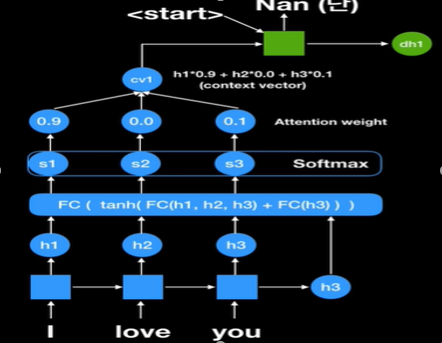 Nan (난)
<start>
dh1
cv1
h1*0.9 + h2*0.0 + h3*0.1
(context vector)
0.9 0.0 0.1 Attention weight
s1 s2 s3 Softmax
FC ( tanh( FC(h1, h2, h3) + FC(h3) ) )
h1 h2 h3
h3
I love you